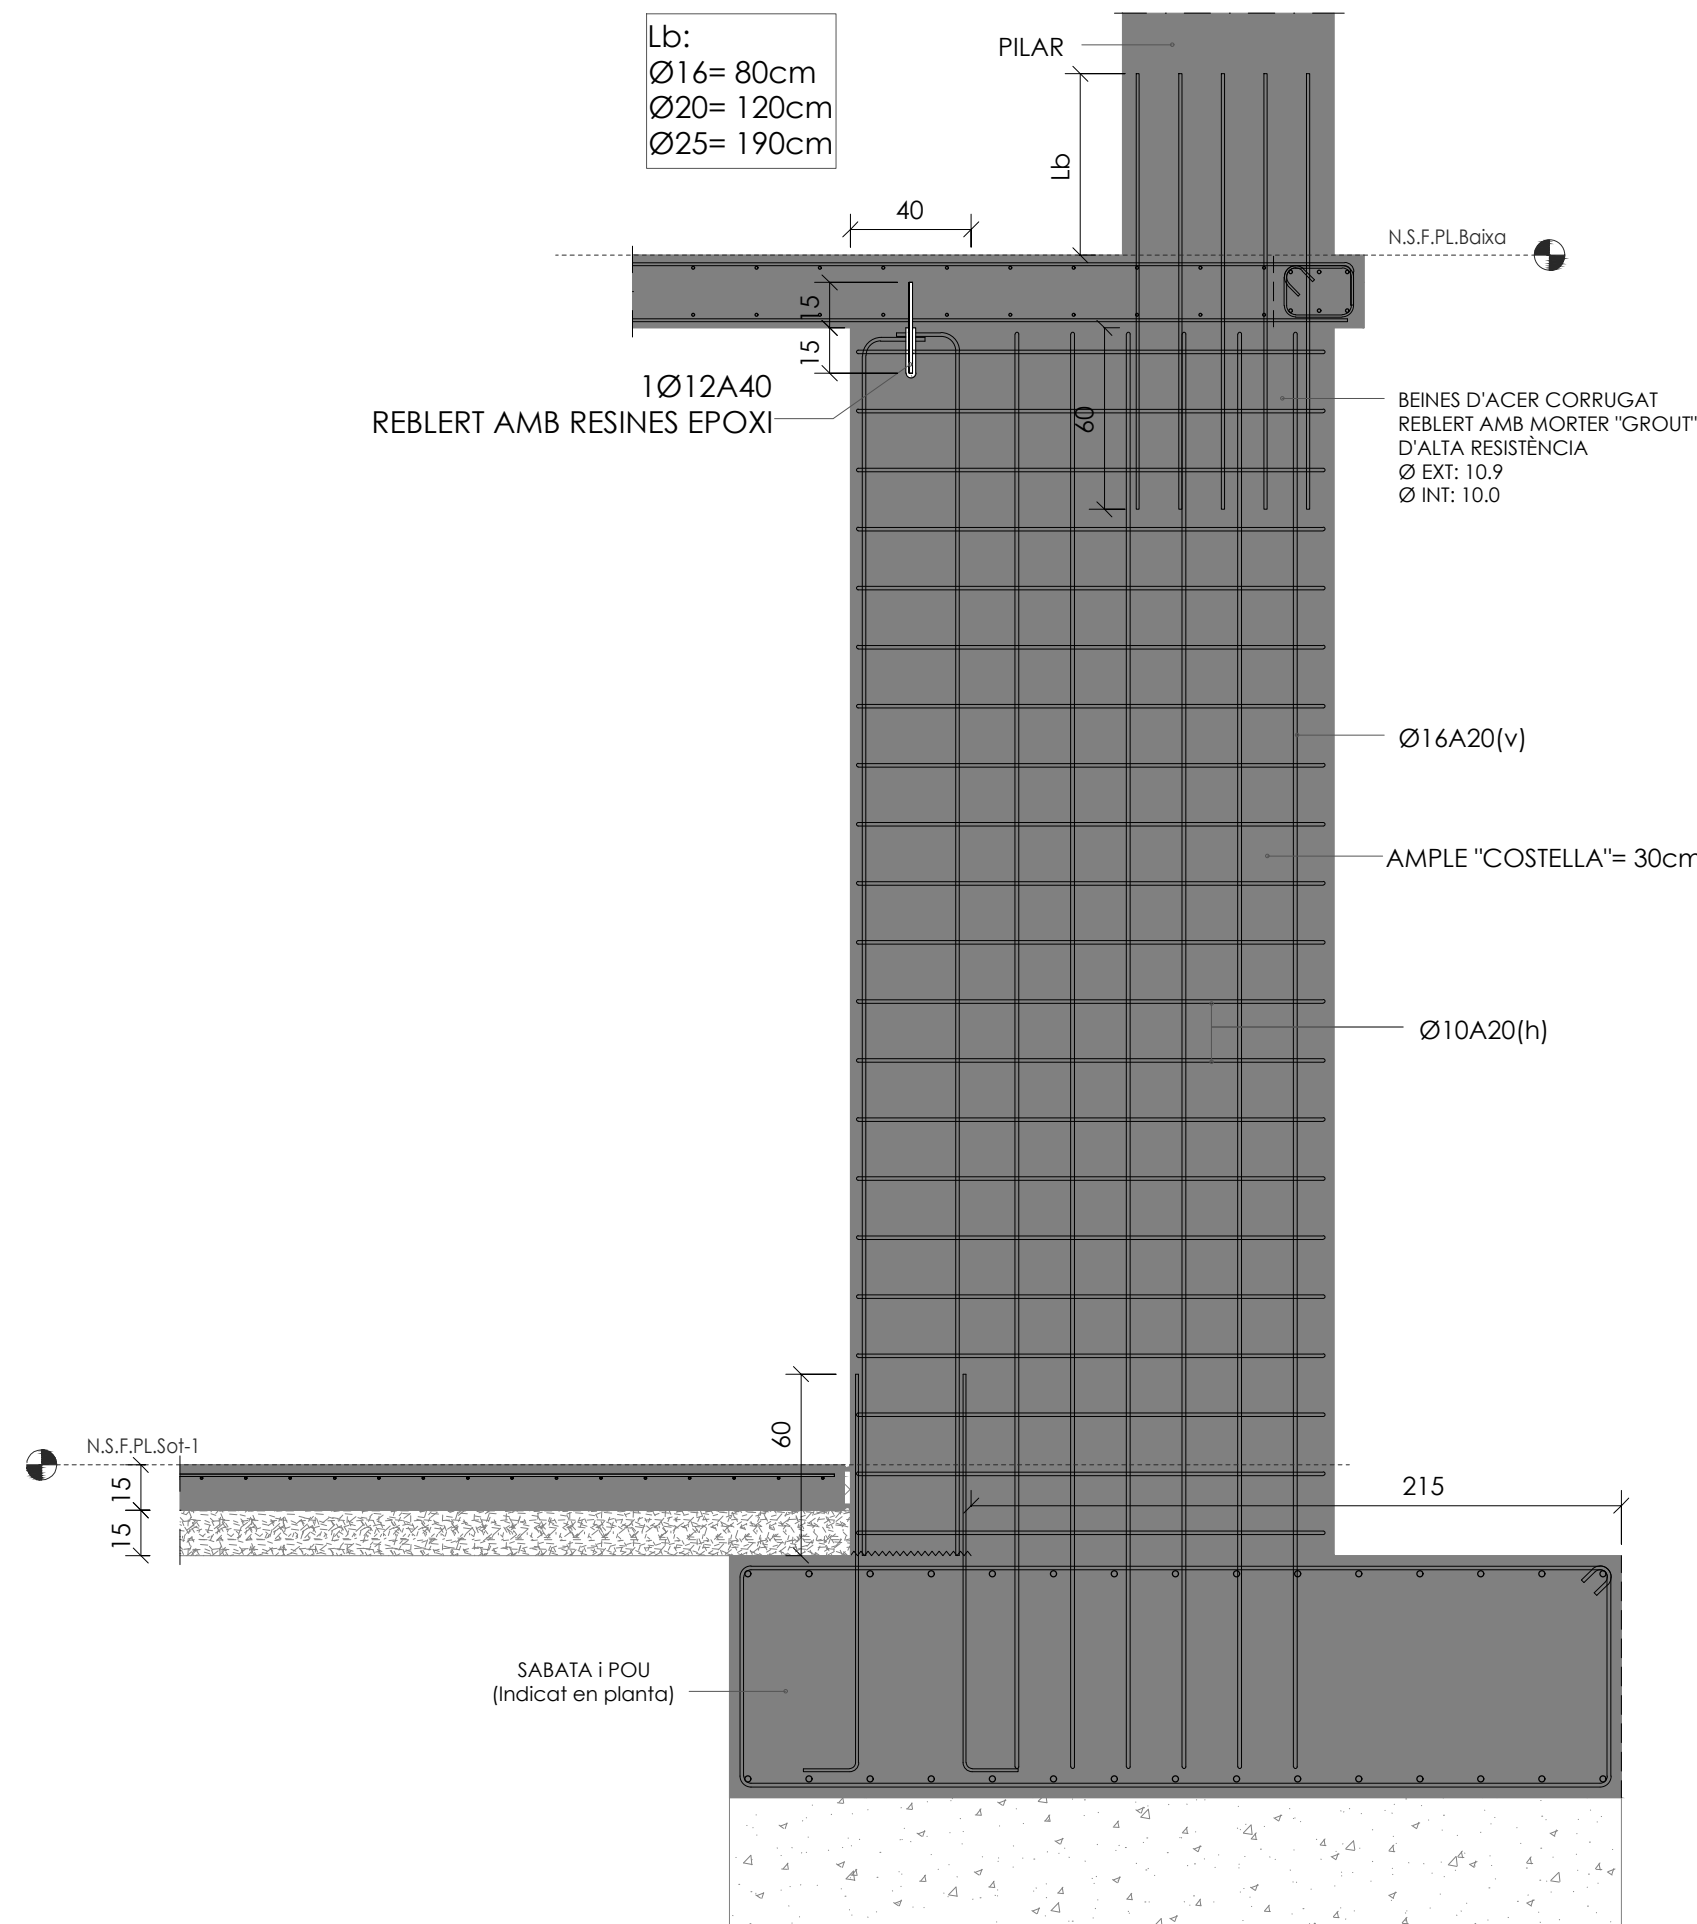 Lb:
Ø16= 80cm
Ø20= 120cm
Ø25= 190cm
PILAR
Lb
40
N.S.F.PL.Baixa
15
15
1Ø12A40
REBLERT AMB RESINES EPOXI
60
BEINES D'ACER CORRUGAT
REBLERT AMB MORTER "GROUT"
D'ALTA RESISTÈNCIA
Ø EXT: 10.9
Ø INT: 10.0
Ø16A20(v)
AMPLE "COSTELLA"= 30cm
Ø10A20(h)
60
N.S.F.PL.Sot-1
15
15
215
SABATA i POU
(Indicat en planta)